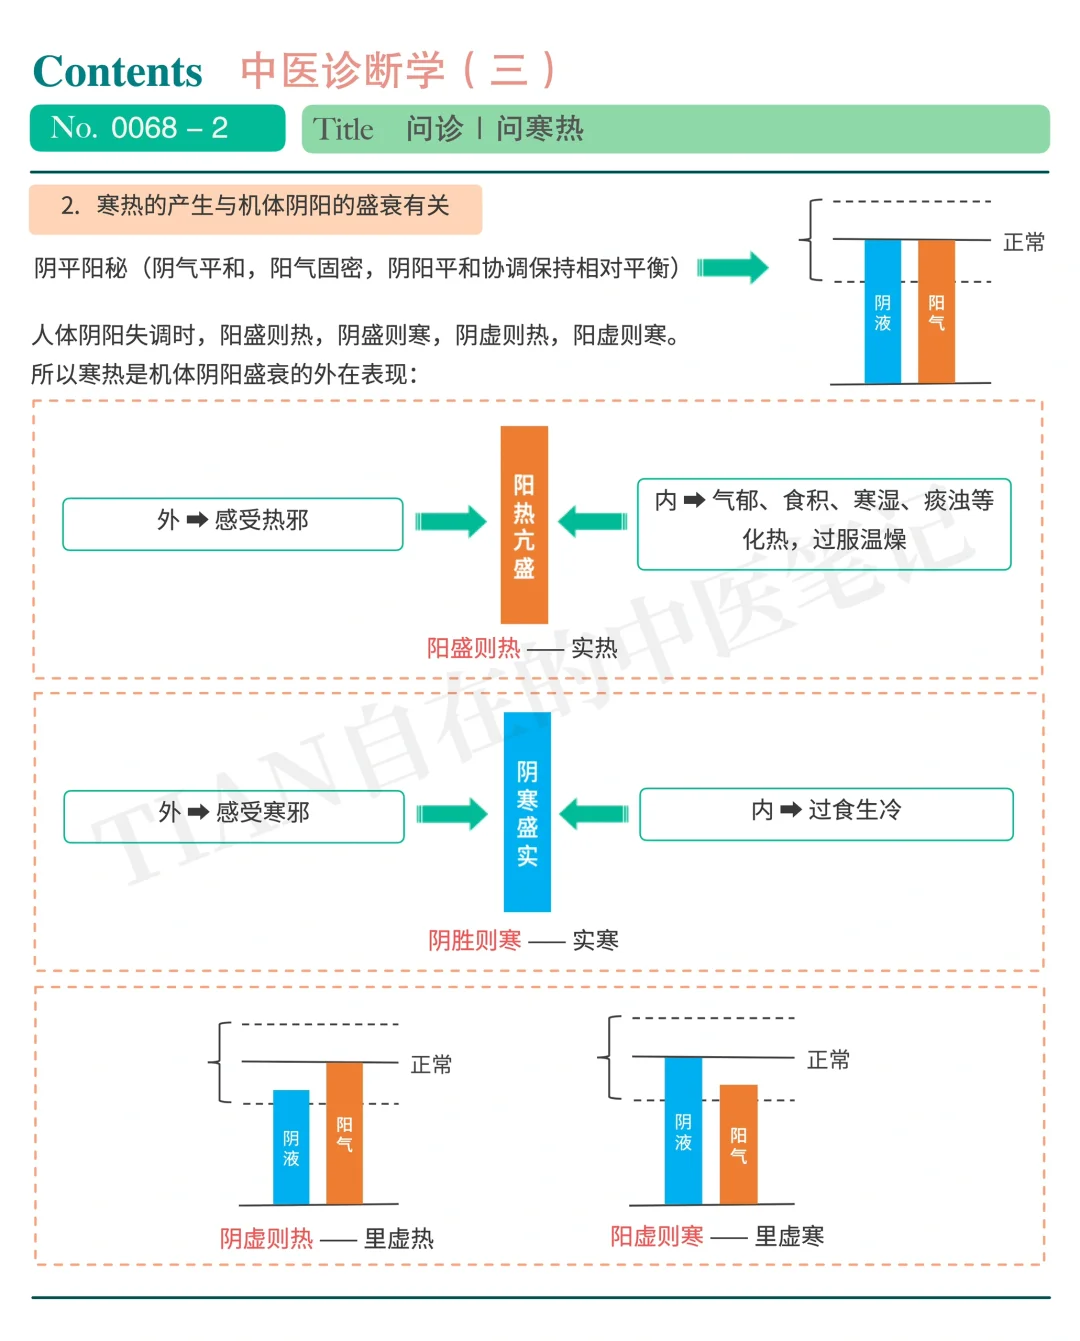 Contents 中医诊断学（三）
No. 0068 – 2
Title 问诊 | 问寒热
2. 寒热的产生与机体阴阳的盛衰有关
阴平阳秘（阴气平和，阳气固密，阴阳平和协调保持相对平衡）
正常
阴液
阳气
人体阴阳失调时，阳盛则热，阴盛则寒，阴虚则热，阳虚则寒。
所以寒热是机体阴阳盛衰的外在表现：
外➡感受热邪
阳热亢盛
内➡气郁、食积、寒湿、痰浊等
化热，过服温燥
阳盛则热 —— 实热
外➡感受寒邪
阴寒盛实
内➡过食生冷
阴胜则寒 —— 实寒
正常
阴液
阳气
阴虚则热 —— 里虚热
正常
阴液
阳气
阳虚则寒 —— 里虚寒
TIAN自在的中医笔记